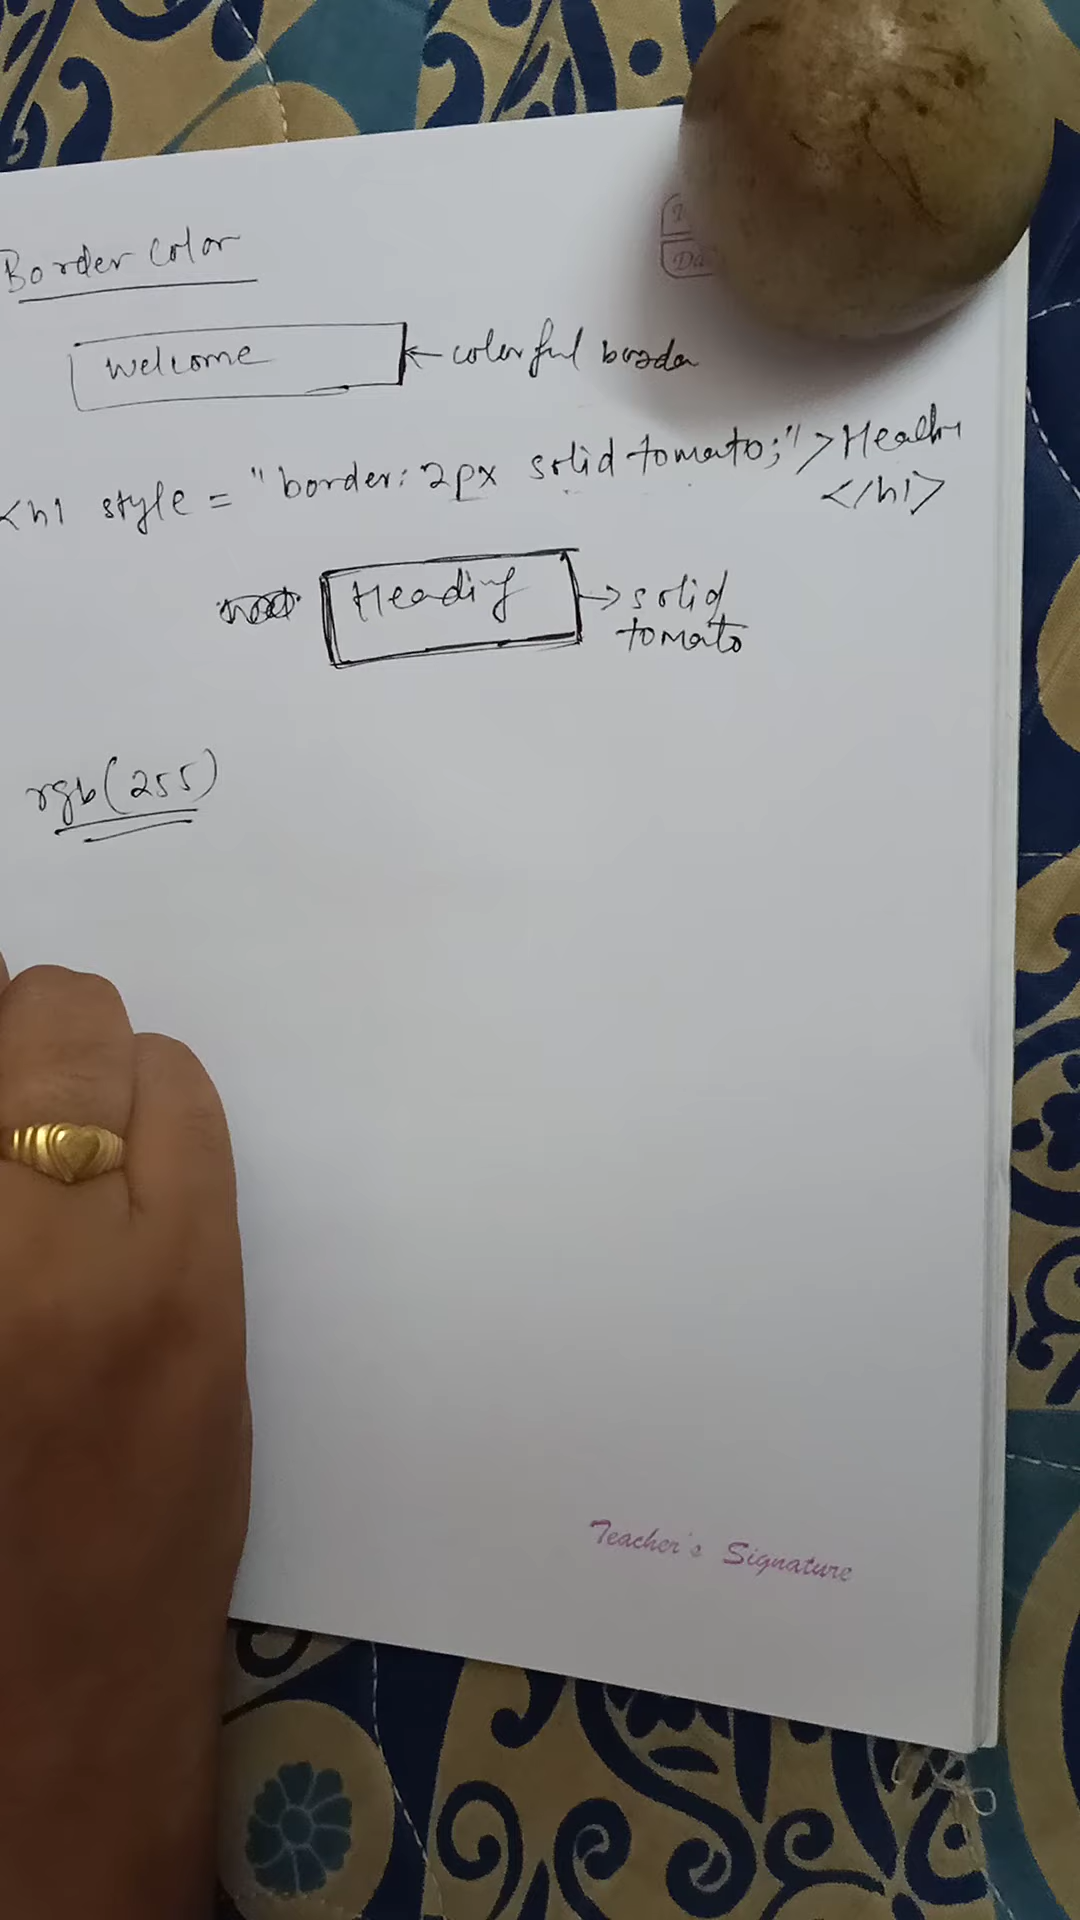 Border Color
Welcome
colorful border
<h1 style = "border: 2px solid tomato;">
</h1>
Heading
solid
tomato
rgb(255)
Teacher's Signature